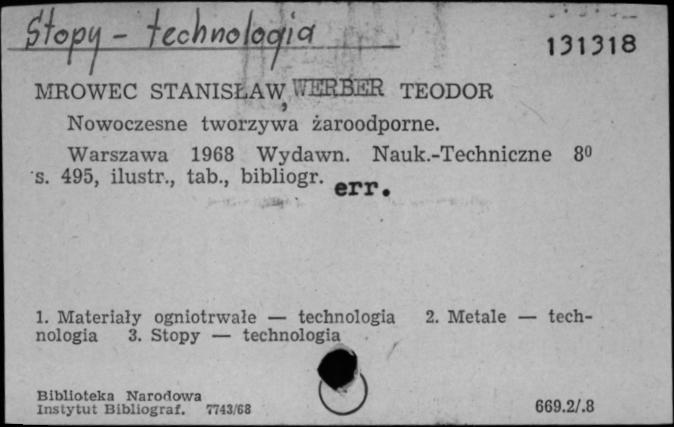 Stopy - technologia
131318
MROWEC STANISŁAW, WERBER TEODOR
Nowoczesne tworzywa żaroodporne.
Warszawa 1968 Wydawn. Nauk.-Techniczne 8⁰
s. 495, ilustr., tab., bibliogr. err.
1. Materiały ogniotrwałe — technologia 2. Metale — tech-
nologia 3. Stopy — technologia
Biblioteka Narodowa
Instytut Bibliograf. 7743/68
669.2/.8